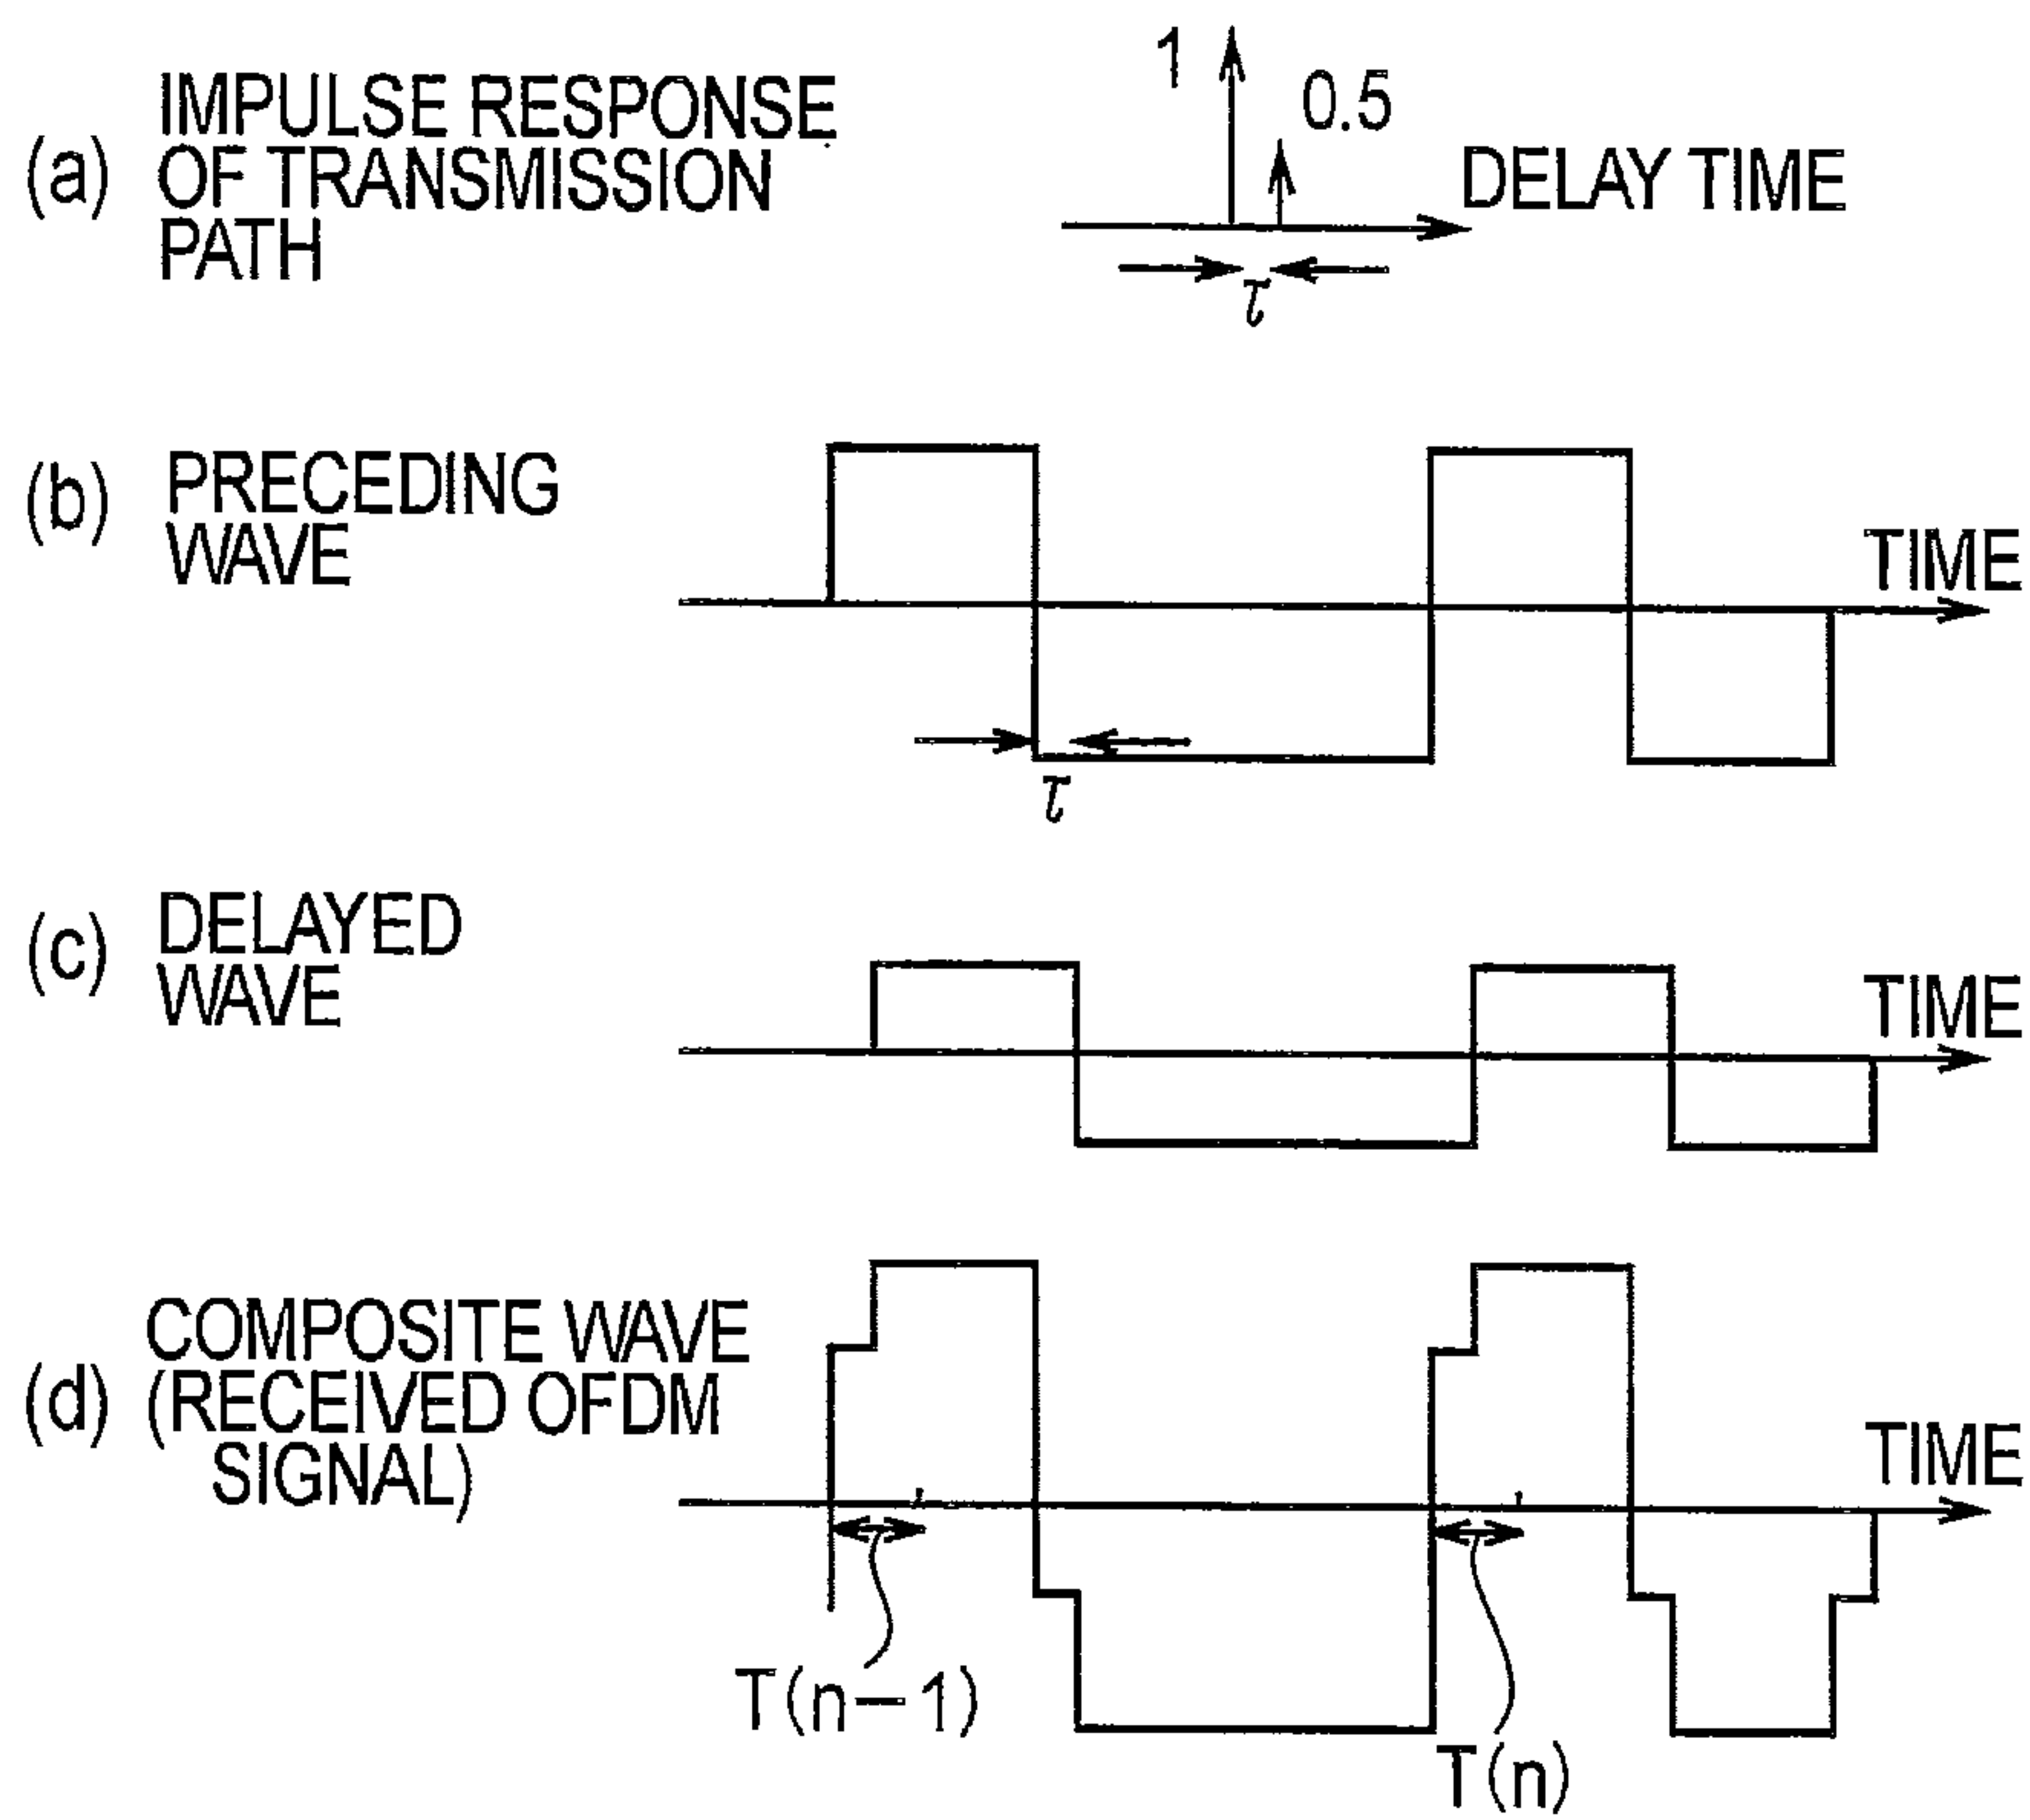 (a) IMPULSE RESPONSE
OF TRANSMISSION
PATH
1
0.5
DELAY TIME
τ
(b) PRECEDING
WAVE
TIME
τ
(c) DELAYED
WAVE
TIME
(d) COMPOSITE WAVE
(RECEIVED OFDM
SIGNAL)
TIME
T(n-1)
T(n)